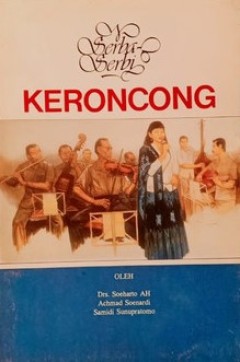 Serba-
Serbi
KERONCONG
OLEH
Drs. Soeharto AH
Achmad Soenardi
Samidi Sunupratomo